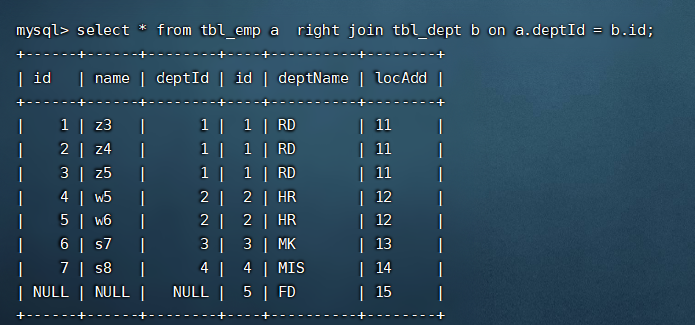 mysql> select * from tbl_emp a  right join tbl_dept b on a.deptId = b.id;
+------+------+--------+----+----------+--------+
| id   | name | deptId | id | deptName | locAdd |
+------+------+--------+----+----------+--------+
|    1 | z3   |      1 |  1 | RD       | 11     |
|    2 | z4   |      1 |  1 | RD       | 11     |
|    3 | z5   |      1 |  1 | RD       | 11     |
|    4 | w5   |      2 |  2 | HR       | 12     |
|    5 | w6   |      2 |  2 | HR       | 12     |
|    6 | s7   |      3 |  3 | MK       | 13     |
|    7 | s8   |      4 |  4 | MIS      | 14     |
| NULL | NULL |   NULL |  5 | FD       | 15     |
+------+------+--------+----+----------+--------+